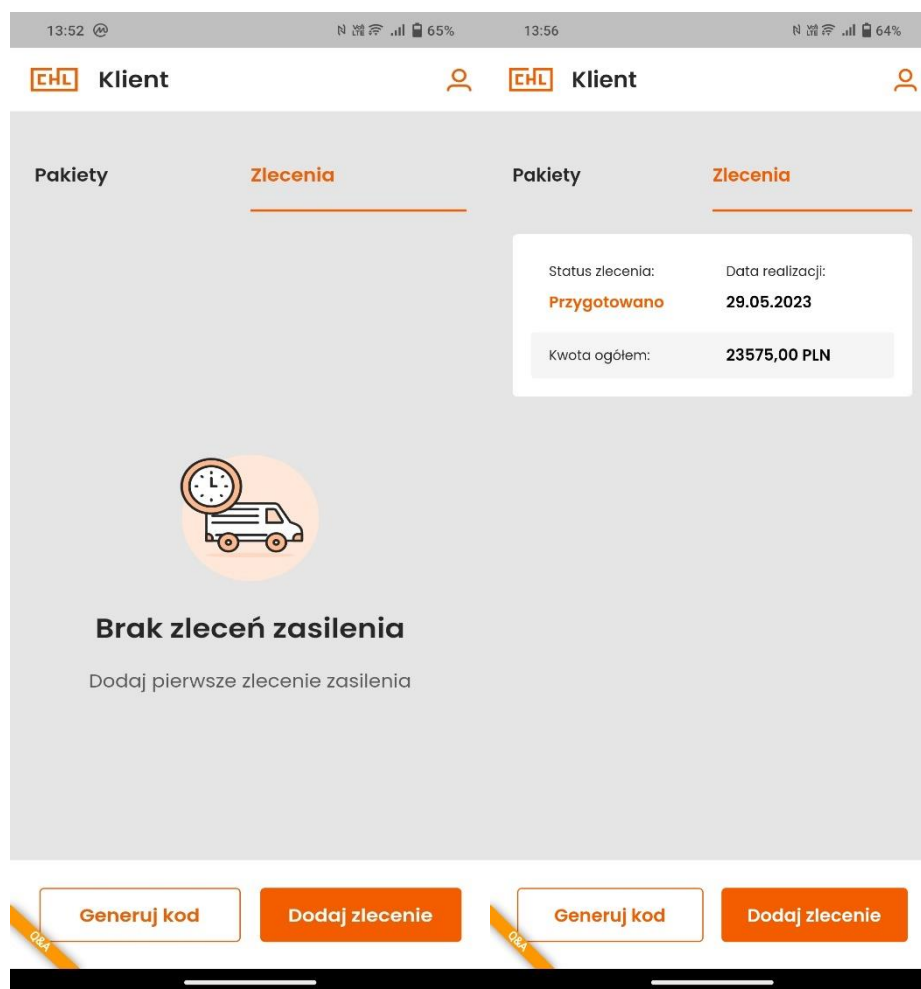 13:52 65%
CHL Klient
Pakiety Zlecenia
Brak zleceń zasilenia
Dodaj pierwsze zlecenie zasilenia
Generuj kod Dodaj zlecenie
Q&A
13:56 64%
CHL Klient
Pakiety Zlecenia
Status zlecenia: Data realizacji:
Przygotowano 29.05.2023
Kwota ogółem: 23575,00 PLN
Generuj kod Dodaj zlecenie
Q&A